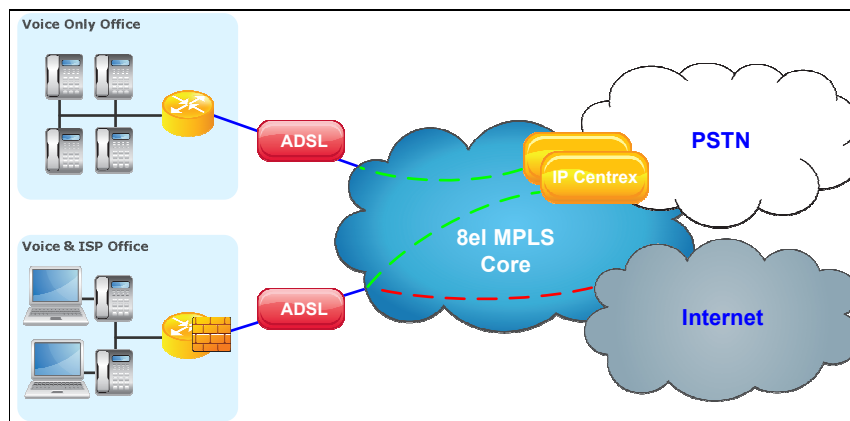 Voice Only Office
ADSL
PSTN
IP Centrex
8el MPLS
Core
Voice & ISP Office
ADSL
Internet